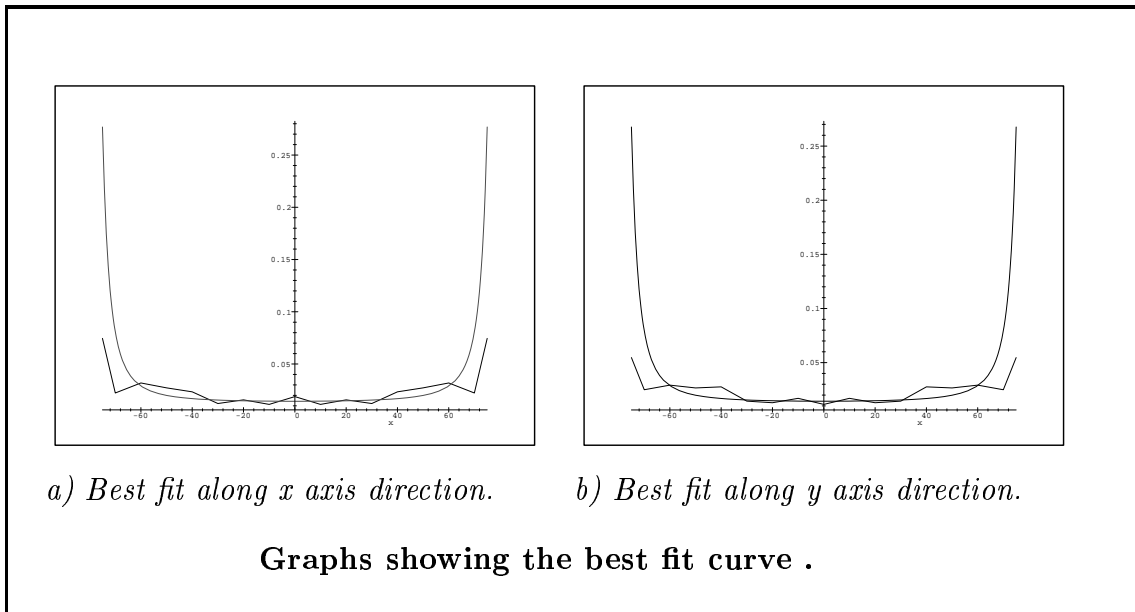 0.25
0.2
0.15
0.1
0.05
-60 -40 -20 0 20 40 60
x
0.25
0.2
0.15
0.1
0.05
-60 -40 -20 0 20 40 60
x
a) Best fit along x axis direction.
b) Best fit along y axis direction.
Graphs showing the best fit curve .